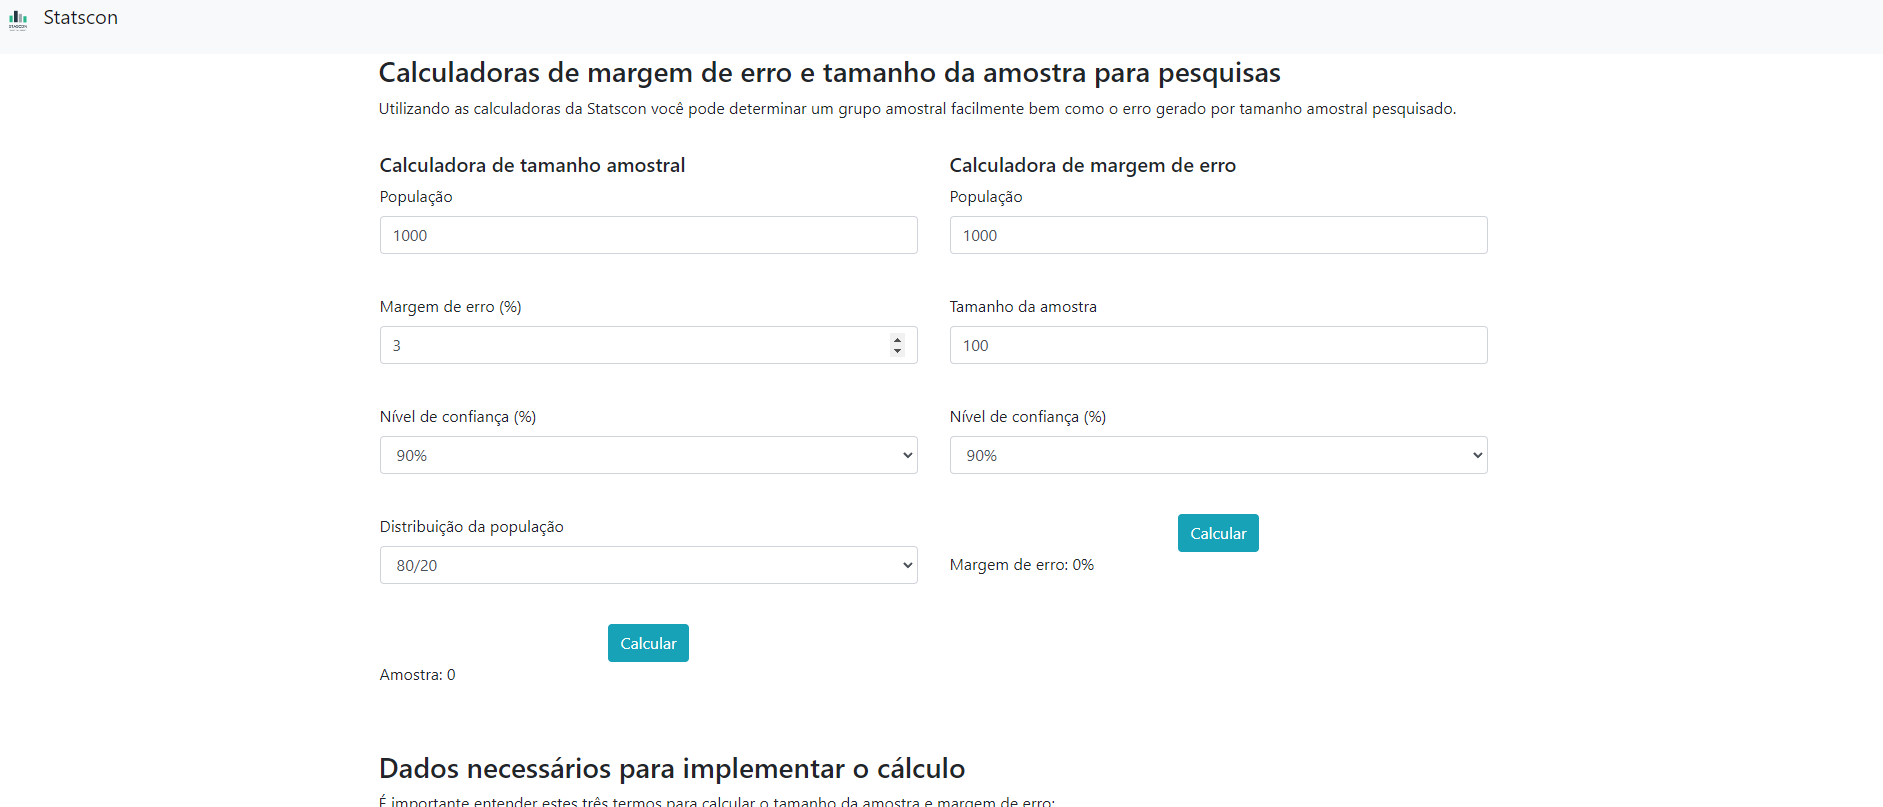 Statscon
Calculadoras de margem de erro e tamanho da amostra para pesquisas
Utilizando as calculadoras da Statscon você pode determinar um grupo amostral facilmente bem como o erro gerado por tamanho amostral pesquisado.
Calculadora de tamanho amostral
População
1000
Margem de erro (%)
3
Nível de confiança (%)
90%
Distribuição da população
80/20
Calcular
Amostra: 0
Calculadora de margem de erro
População
1000
Tamanho da amostra
100
Nível de confiança (%)
90%
Calcular
Margem de erro: 0%
Dados necessários para implementar o cálculo
É importante entender estes três termos para calcular o tamanho da amostra e margem de erro: